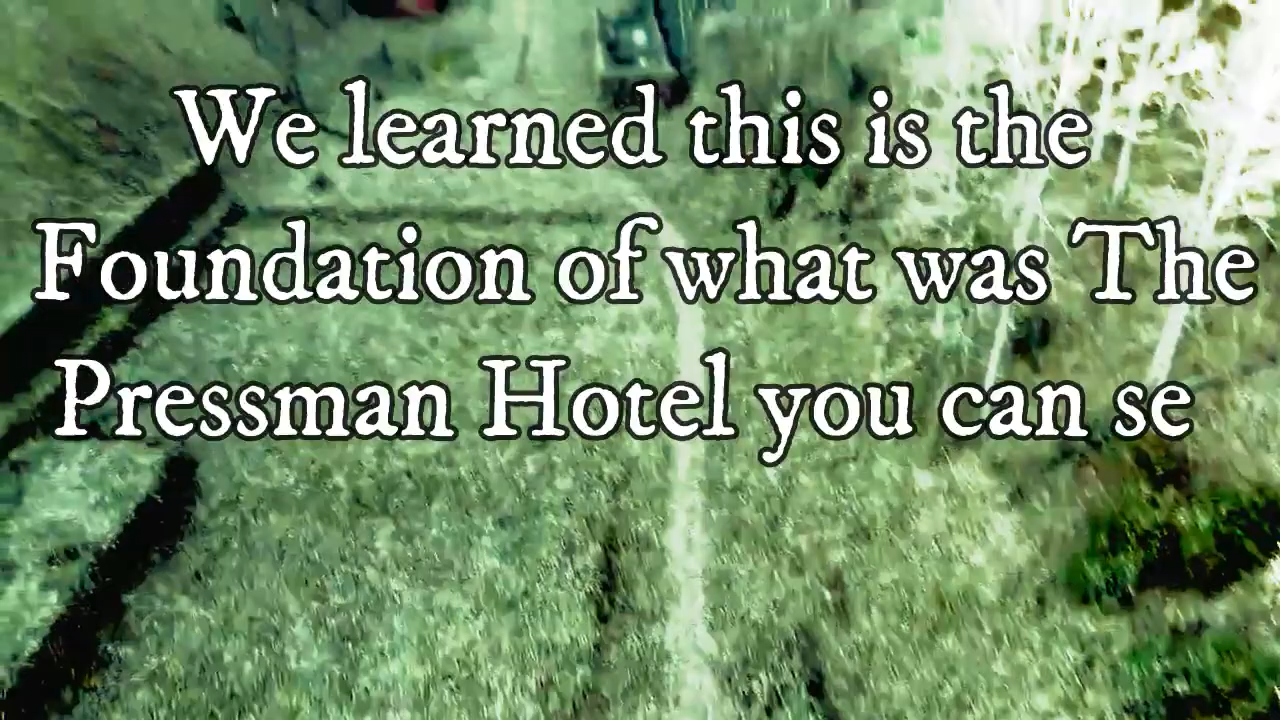 We learned this is the
Foundation of what was The
Pressman Hotel you can se